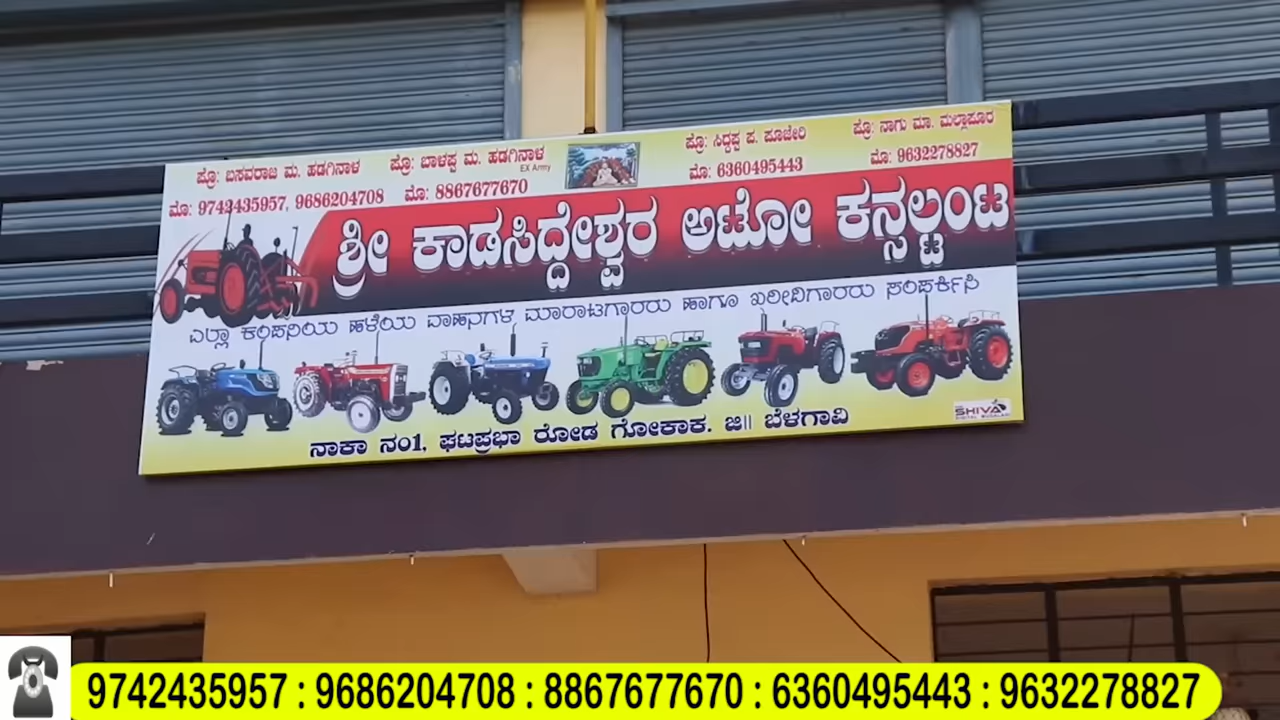 ಪ್ರೊ: ಬಸವರಾಜ ಮ. ಹಡಗಿನಾಳ
ಮೊ: 9742435957, 9686204708
ಪ್ರೊ: ಬಾಳಪ್ಪ ಮ. ಹಡಗಿನಾಳ
EX Army
ಮೊ: 8867677670
ಪ್ರೊ: ಸಿದ್ದಪ್ಪ ಪ. ಪೂಜೇರಿ
ಮೊ: 6360495443
ಪ್ರೊ: ನಾಗು ಮಾ. ಮಲ್ಲಾಪೂರ
ಮೊ: 9632278827
ಶ್ರೀ ಕಾಡಸಿದ್ದೇಶ್ವರ ಅಟೋ ಕನ್ಸಲ್ಟಂಟ
ಎಲ್ಲಾ ಕಂಪನಿಯ ಹಳೆಯ ವಾಹನಗಳ ಮಾರಾಟಗಾರರು ಹಾಗೂ ಖರೀದಿಗಾರರು ಸಂಪರ್ಕಿಸಿ
ನಾಕಾ ನಂ1, ಘಟಪ್ರಭಾ ರೋಡ ಗೋಕಾಕ. ಜಿ॥ ಬೆಳಗಾವಿ
SHIVA
9742435957 : 9686204708 : 8867677670 : 6360495443 : 9632278827